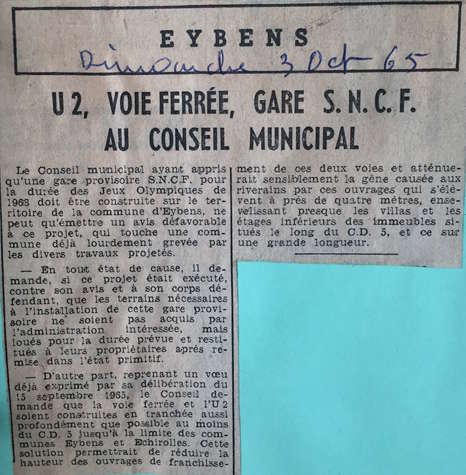 EYBENS
Dimanche 3 Oct 65
U 2, VOIE FERRÉE, GARE S. N. C. F.
AU CONSEIL MUNICIPAL
Le Conseil municipal ayant appris
qu'une gare provisoire S.N.C.F. pour
la durée des Jeux Olympiques de
1968 doit être construite sur le ter-
ritoire de la commune d'Eybens, ne
peut qu'émettre un avis défavorable
à ce projet, qui touche une com-
mune déjà lourdement grevée par
les divers travaux projetés.
— En tout état de cause, il de-
mande, si ce projet était exécuté,
contre son avis et à son corps dé-
fendant, que les terrains nécessaires
à l'installation de cette gare provi-
soire ne soient pas acquis par
l'administration intéressée, mais
loués pour la durée prévue et resti-
tués à leurs propriétaires après re-
mise dans l'état primitif.
— D'autre part, reprenant un vœu
déjà exprimé par sa délibération du
15 septembre 1965, le Conseil de-
mande que la voie ferrée et l'U 2
soient construites en tranchée aussi
profondément que possible au moins
du C.D. 5 jusqu'à la limite des com-
munes Eybens et Echirolles. Cette
solution permettrait de réduire la
hauteur des ouvrages de franchisse-
ment de ces deux voies et atténue-
rait sensiblement la gêne causée aux
riverains par ces ouvrages qui s'élè-
vent à près de quatre mètres, ense-
velissant presque les villas et les
étages inférieurs des immeubles si-
tués le long du C.D. 5, et ce sur
une grande longueur.